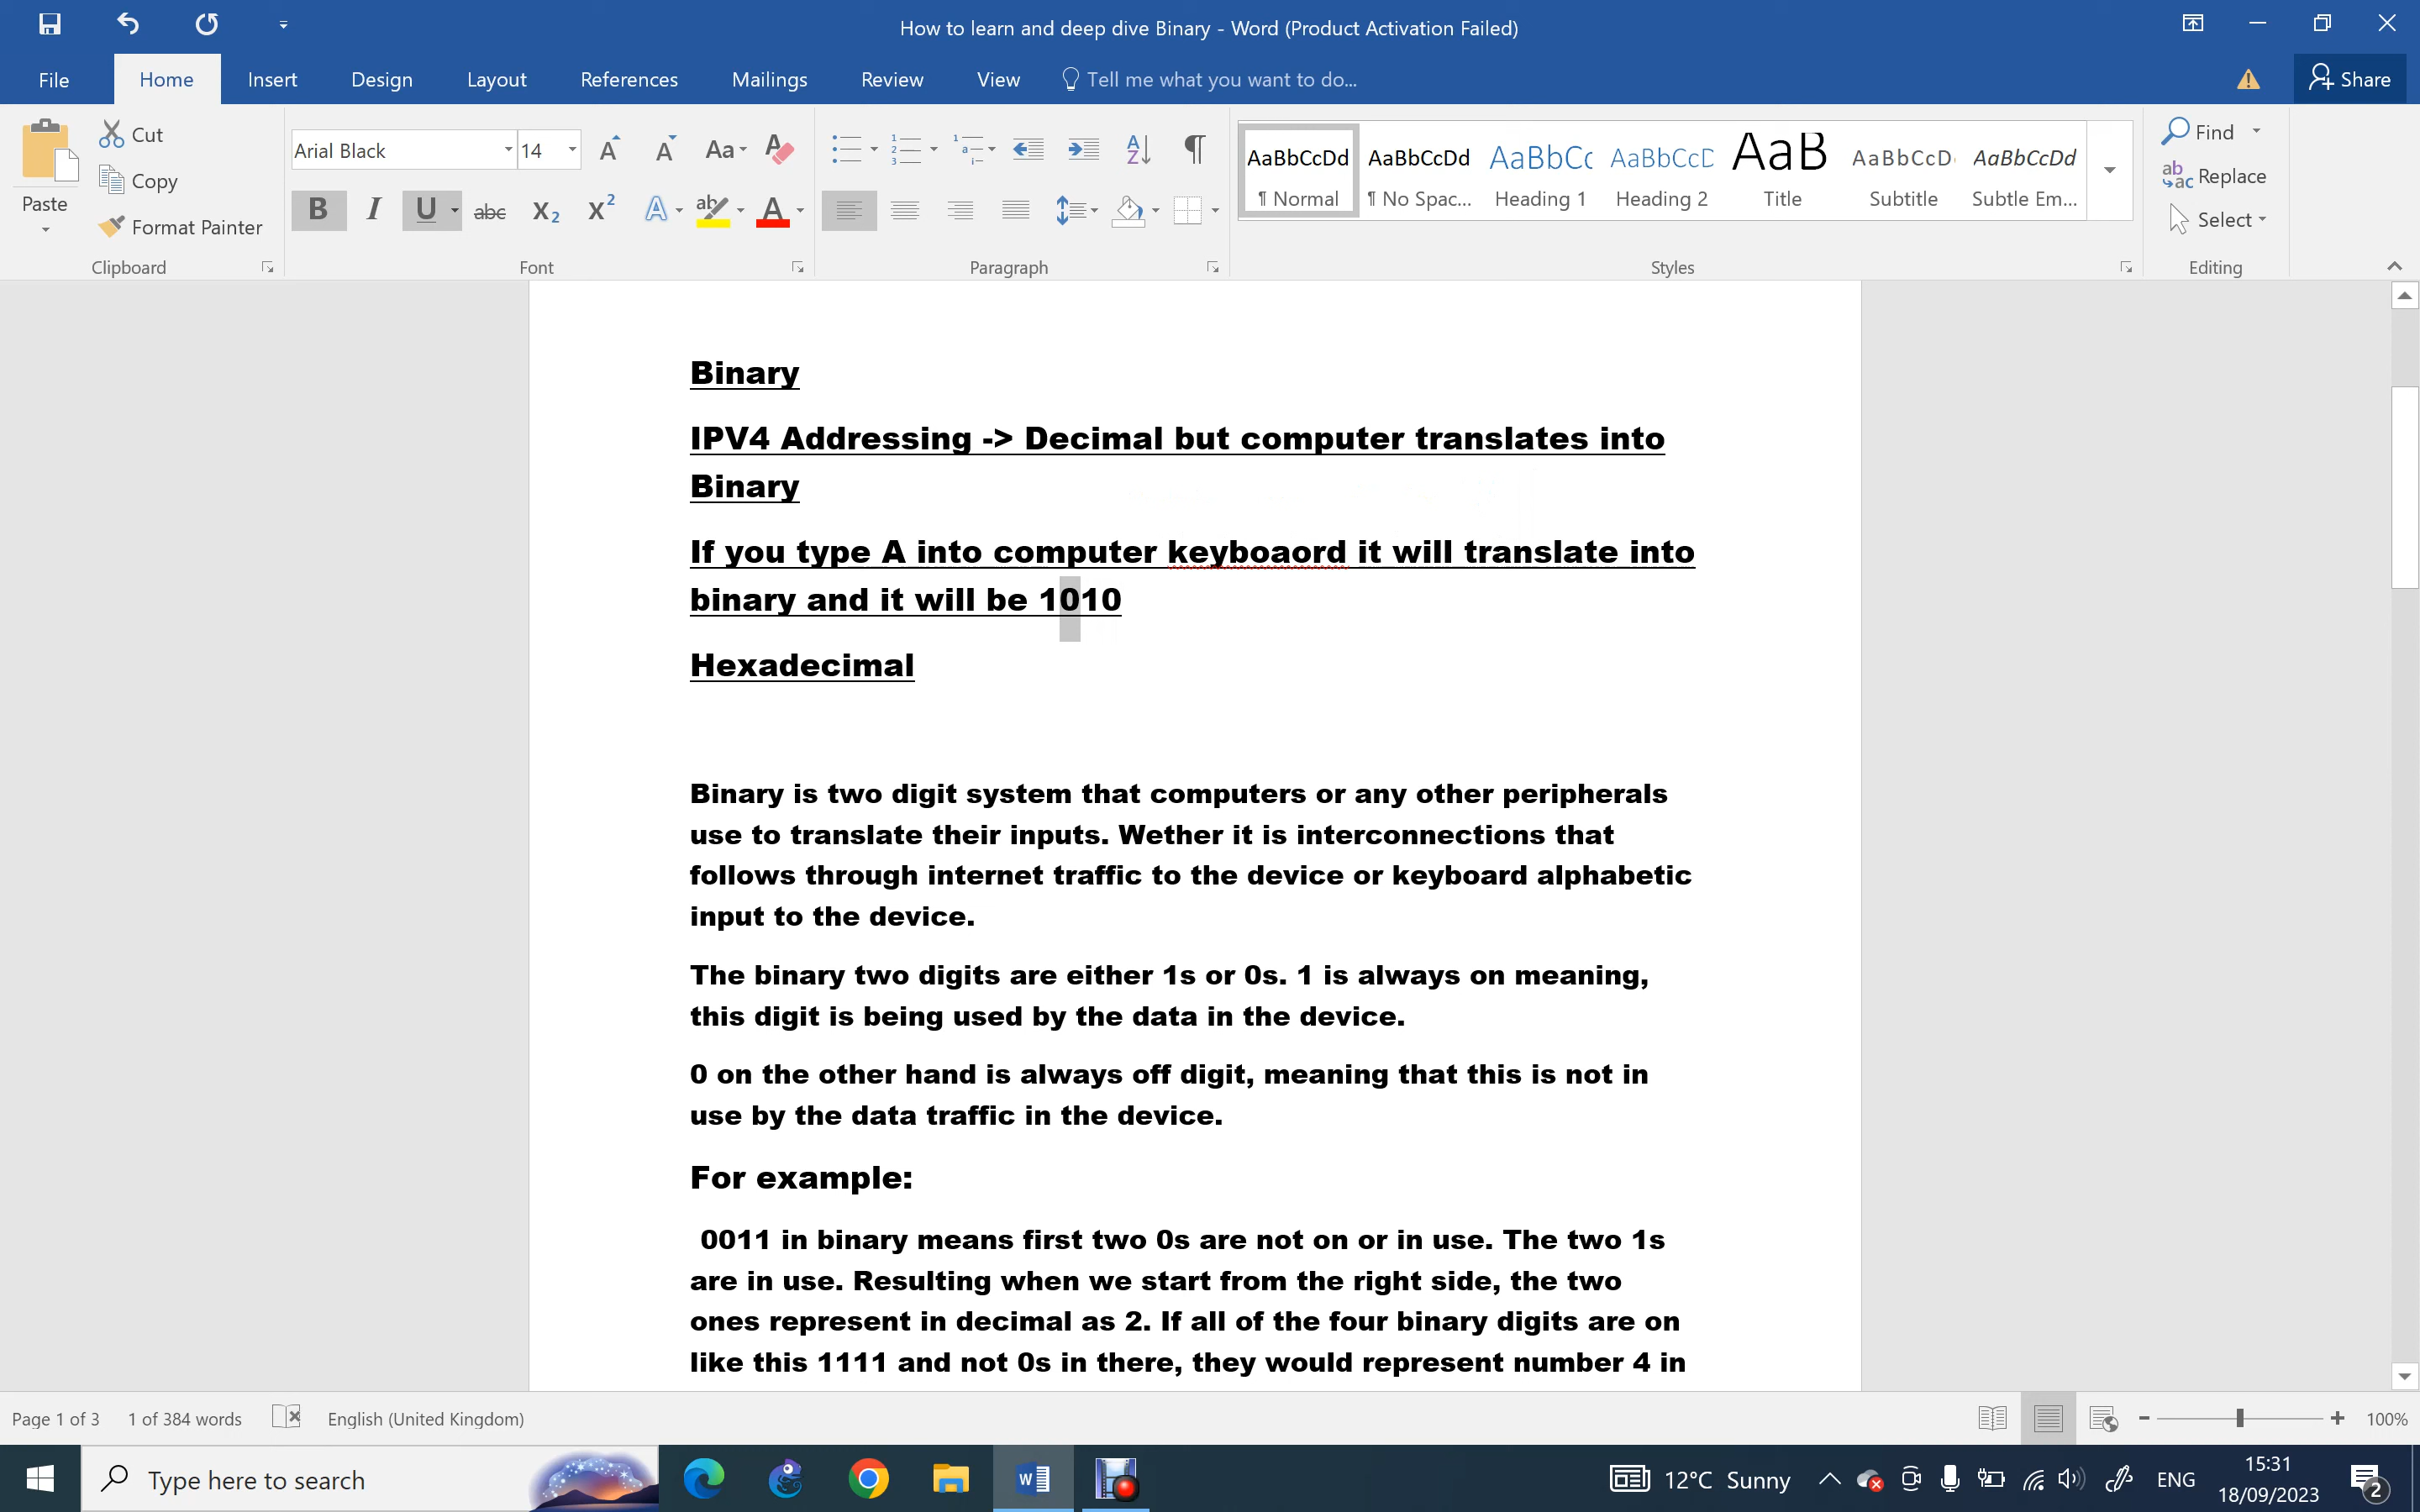 How to learn and deep dive Binary - Word (Product Activation Failed)
File Home Insert Design Layout References Mailings Review View Tell me what you want to do... Share
Paste
Cut
Copy
Format Painter
Clipboard
Arial Black 14
Font
Paragraph
AaBbCcDd AaBbCcDd AaBbCc AaBbCcD AaB AaBbCcD AaBbCcDd
¶ Normal ¶ No Spac... Heading 1 Heading 2 Title Subtitle Subtle Em...
Styles
Find
Replace
Select
Editing
Binary
IPV4 Addressing -> Decimal but computer translates into
Binary
If you type A into computer keyboaord it will translate into
binary and it will be 1010
Hexadecimal
Binary is two digit system that computers or any other peripherals
use to translate their inputs. Wether it is interconnections that
follows through internet traffic to the device or keyboard alphabetic
input to the device.
The binary two digits are either 1s or 0s. 1 is always on meaning,
this digit is being used by the data in the device.
0 on the other hand is always off digit, meaning that this is not in
use by the data traffic in the device.
For example:
0011 in binary means first two 0s are not on or in use. The two 1s
are in use. Resulting when we start from the right side, the two
ones represent in decimal as 2. If all of the four binary digits are on
like this 1111 and not 0s in there, they would represent number 4 in
Page 1 of 3 1 of 384 words English (United Kingdom) 100%
Type here to search
12°C Sunny
ENG
15:31
18/09/2023
2